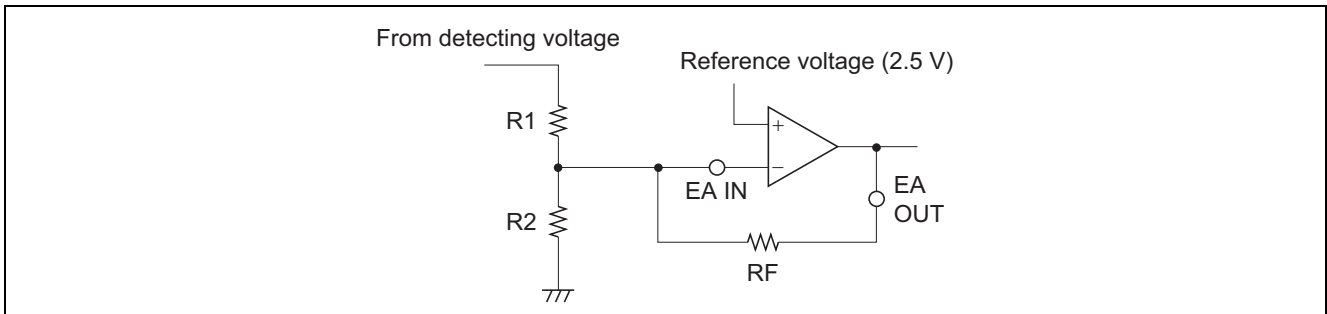 From detecting voltage
Reference voltage (2.5 V)
R1
+
−
EA IN
EA
OUT
R2
RF